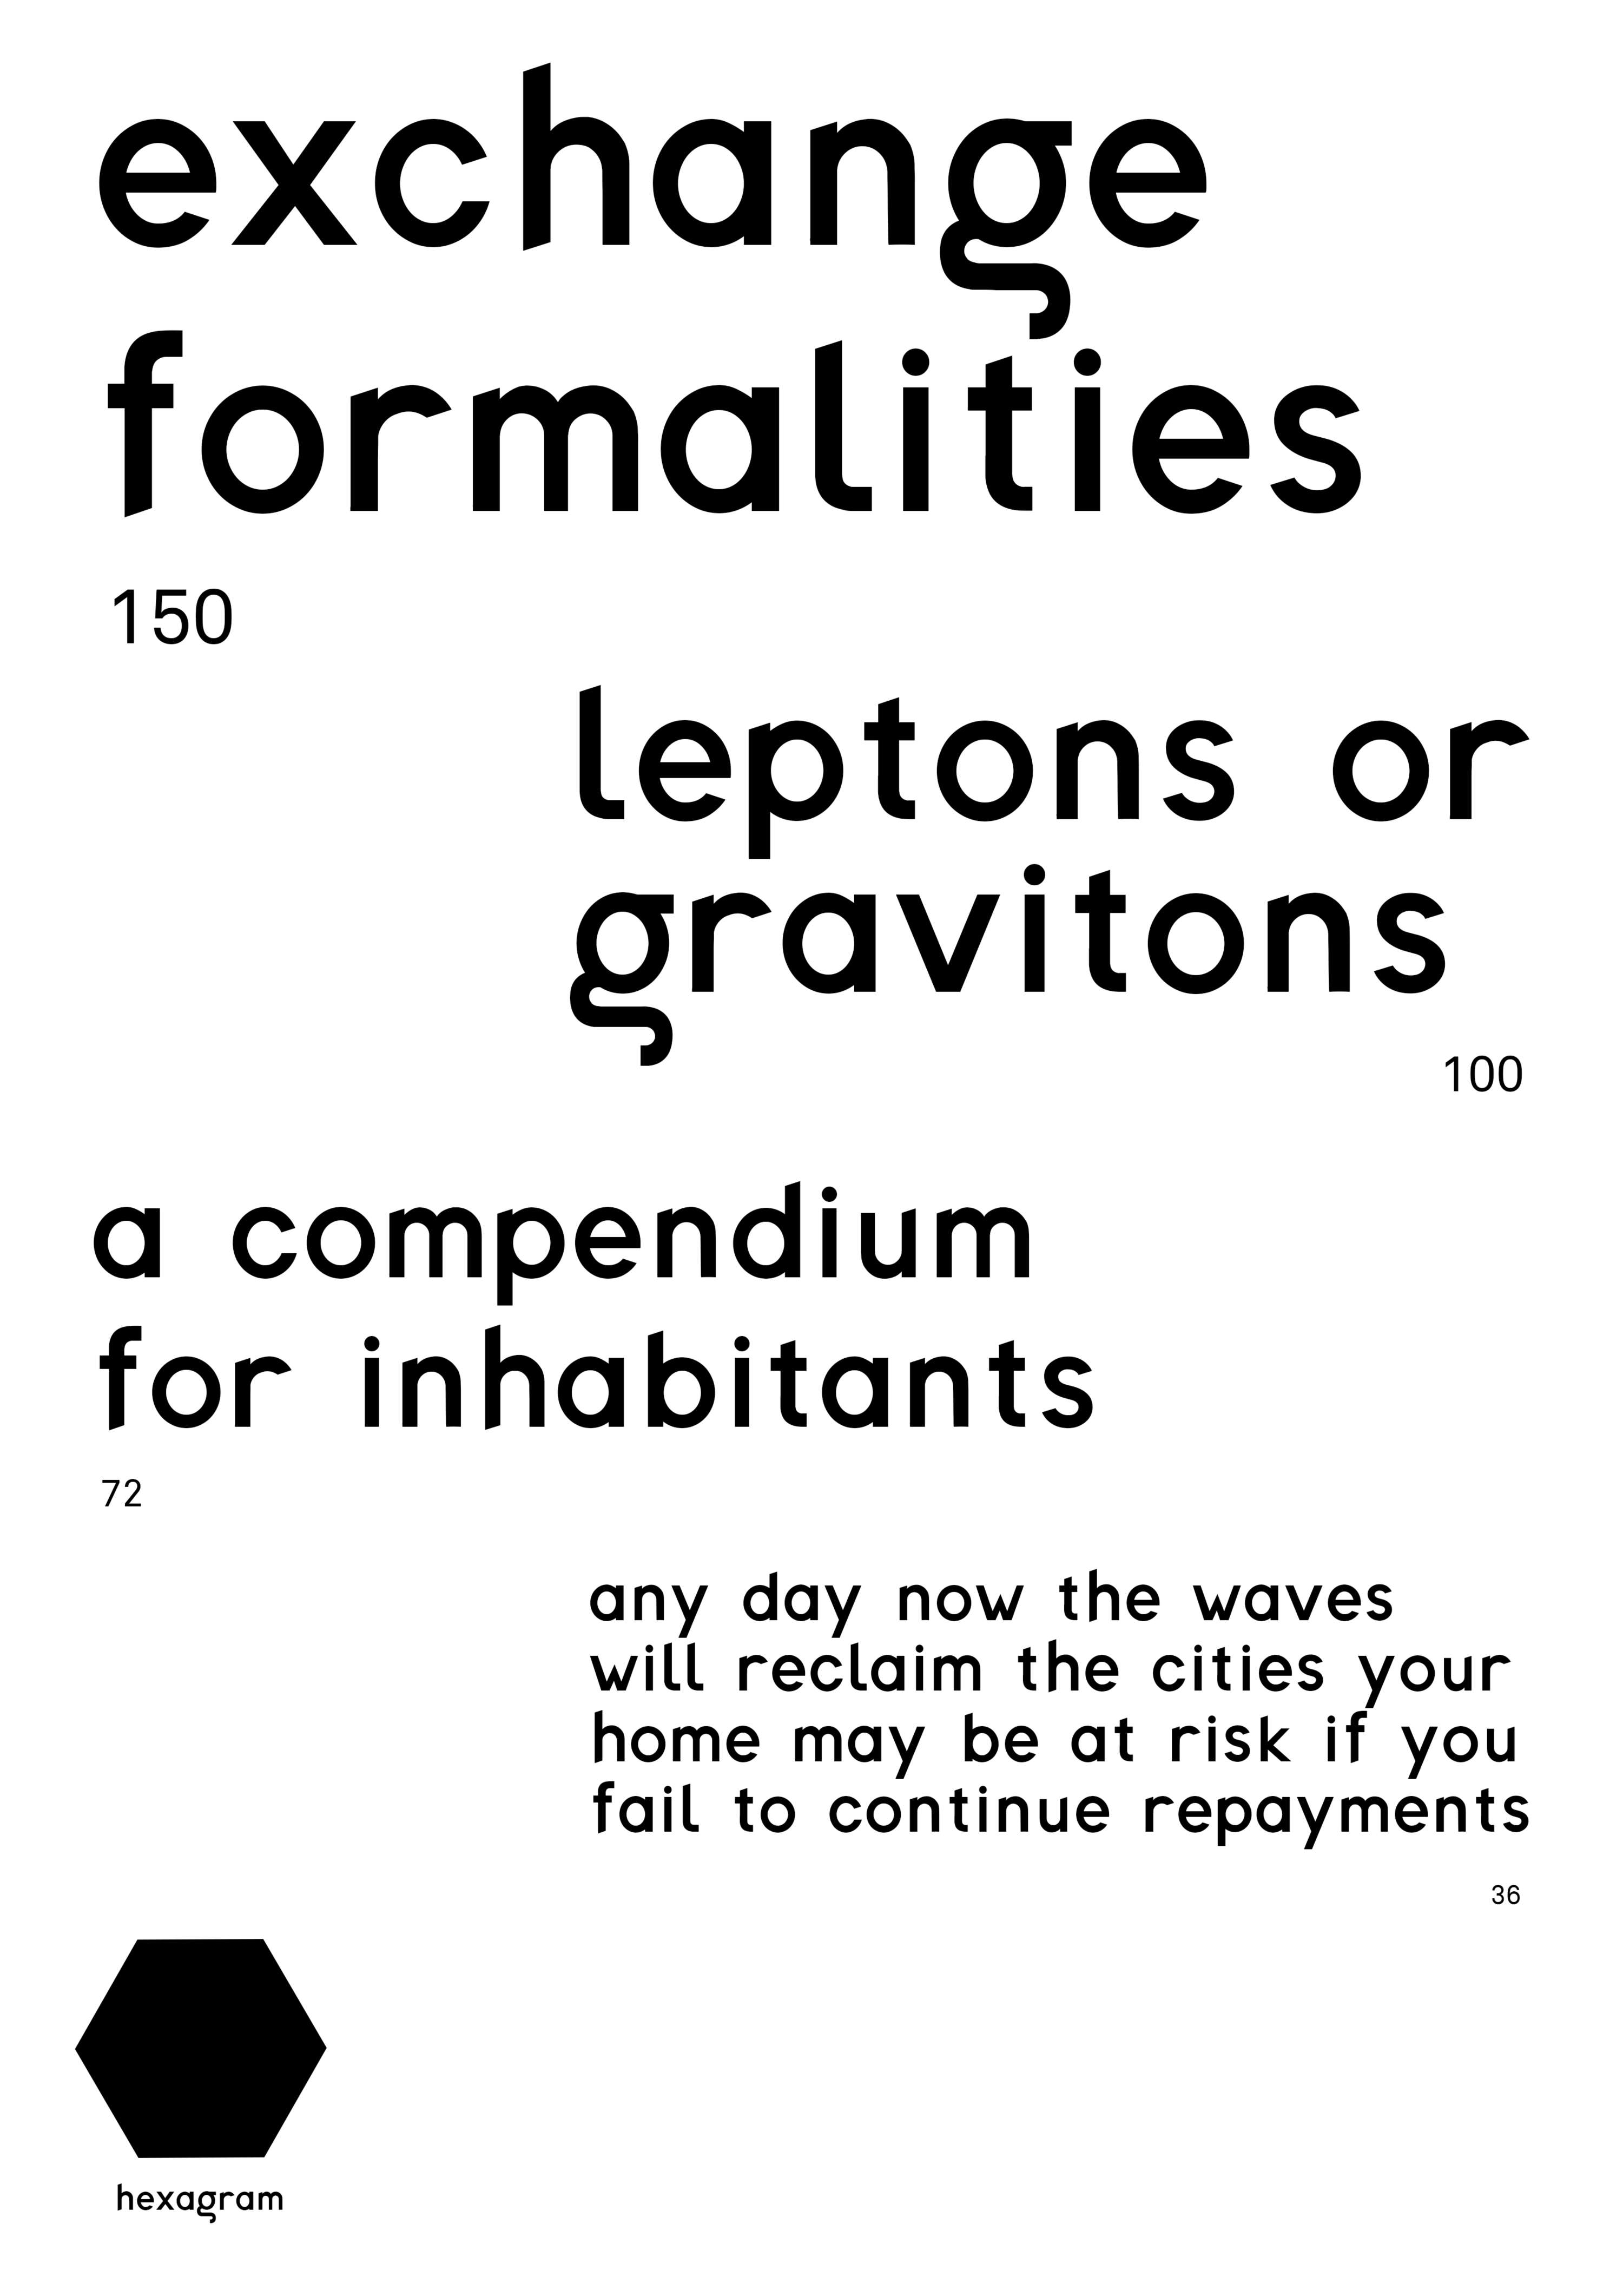 exchange
formalities
150
leptons or
gravitons
100
a compendium
for inhabitants
72
any day now the waves
will reclaim the cities your
home may be at risk if you
fail to continue repayments
36
hexagram